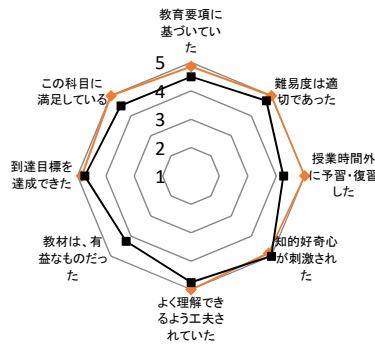 教育要項に
基づいていた
難易度は適
切であった
授業時間外
に予習・復習
した
知的好奇心
が刺激された
よく理解でき
るよう工夫さ
れていた
教材は、有
益なものだっ
た
到達目標を
達成できた
この科目に
満足している
5
4
3
2
1